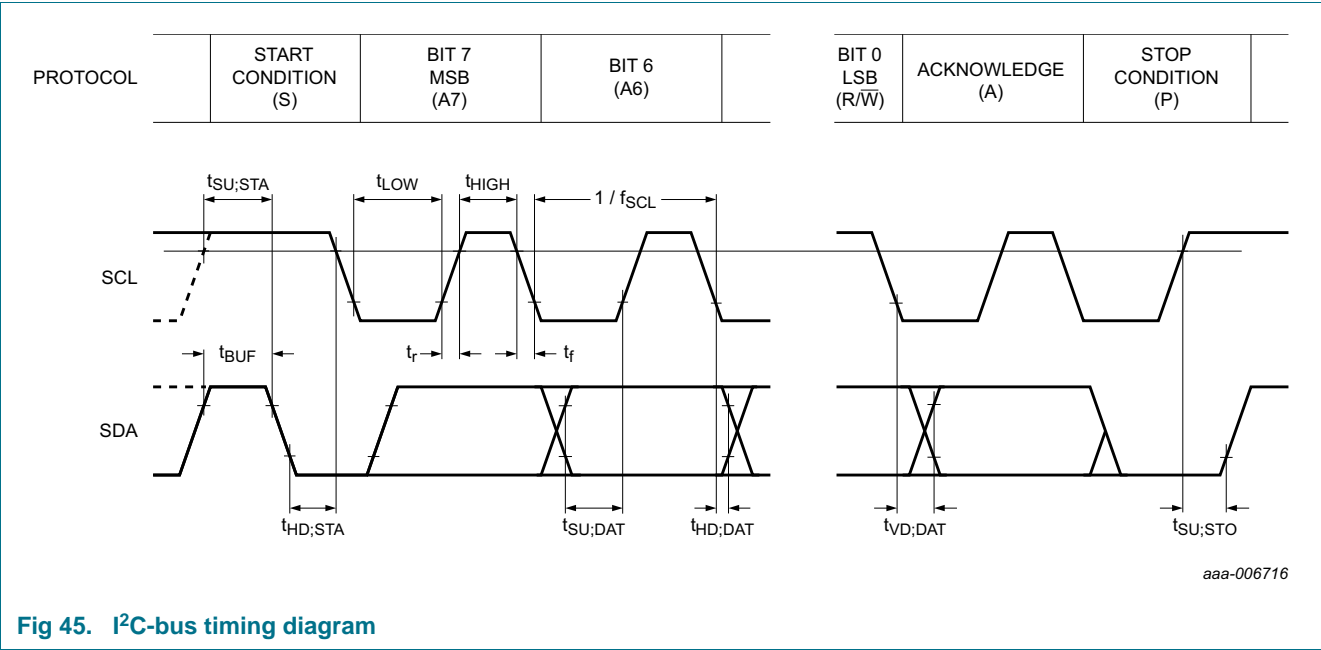 PROTOCOL
START
CONDITION
(S)
BIT 7
MSB
(A7)
BIT 6
(A6)
BIT 0
LSB
(R/W̅)
ACKNOWLEDGE
(A)
STOP
CONDITION
(P)
tSU;STA
tLOW
tHIGH
1 / fSCL
SCL
tBUF
tr
tf
SDA
tHD;STA
tSU;DAT
tHD;DAT
tVD;DAT
tSU;STO
aaa-006716
Fig 45. I²C-bus timing diagram